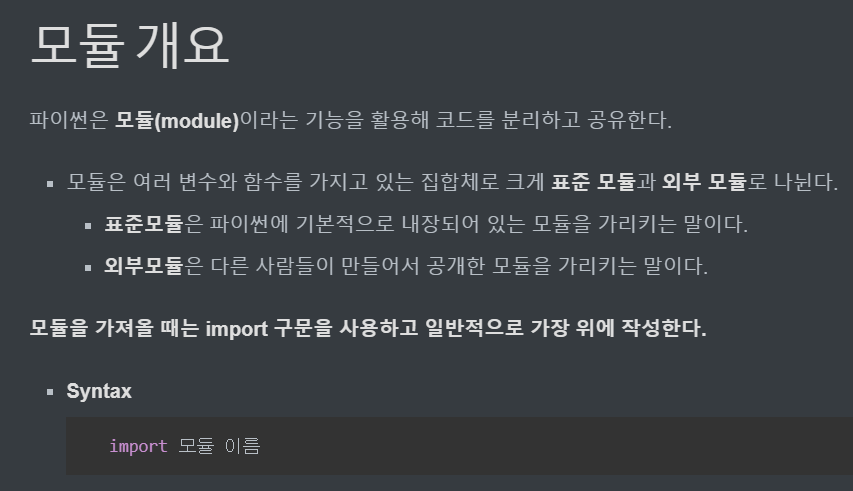 모듈 개요
파이썬은 모듈(module)이라는 기능을 활용해 코드를 분리하고 공유한다.
모듈은 여러 변수와 함수를 가지고 있는 집합체로 크게 표준 모듈과 외부 모듈로 나뉜다.
표준모듈은 파이썬에 기본적으로 내장되어 있는 모듈을 가리키는 말이다.
외부모듈은 다른 사람들이 만들어서 공개한 모듈을 가리키는 말이다.
모듈을 가져올 때는 import 구문을 사용하고 일반적으로 가장 위에 작성한다.
Syntax
import 모듈 이름